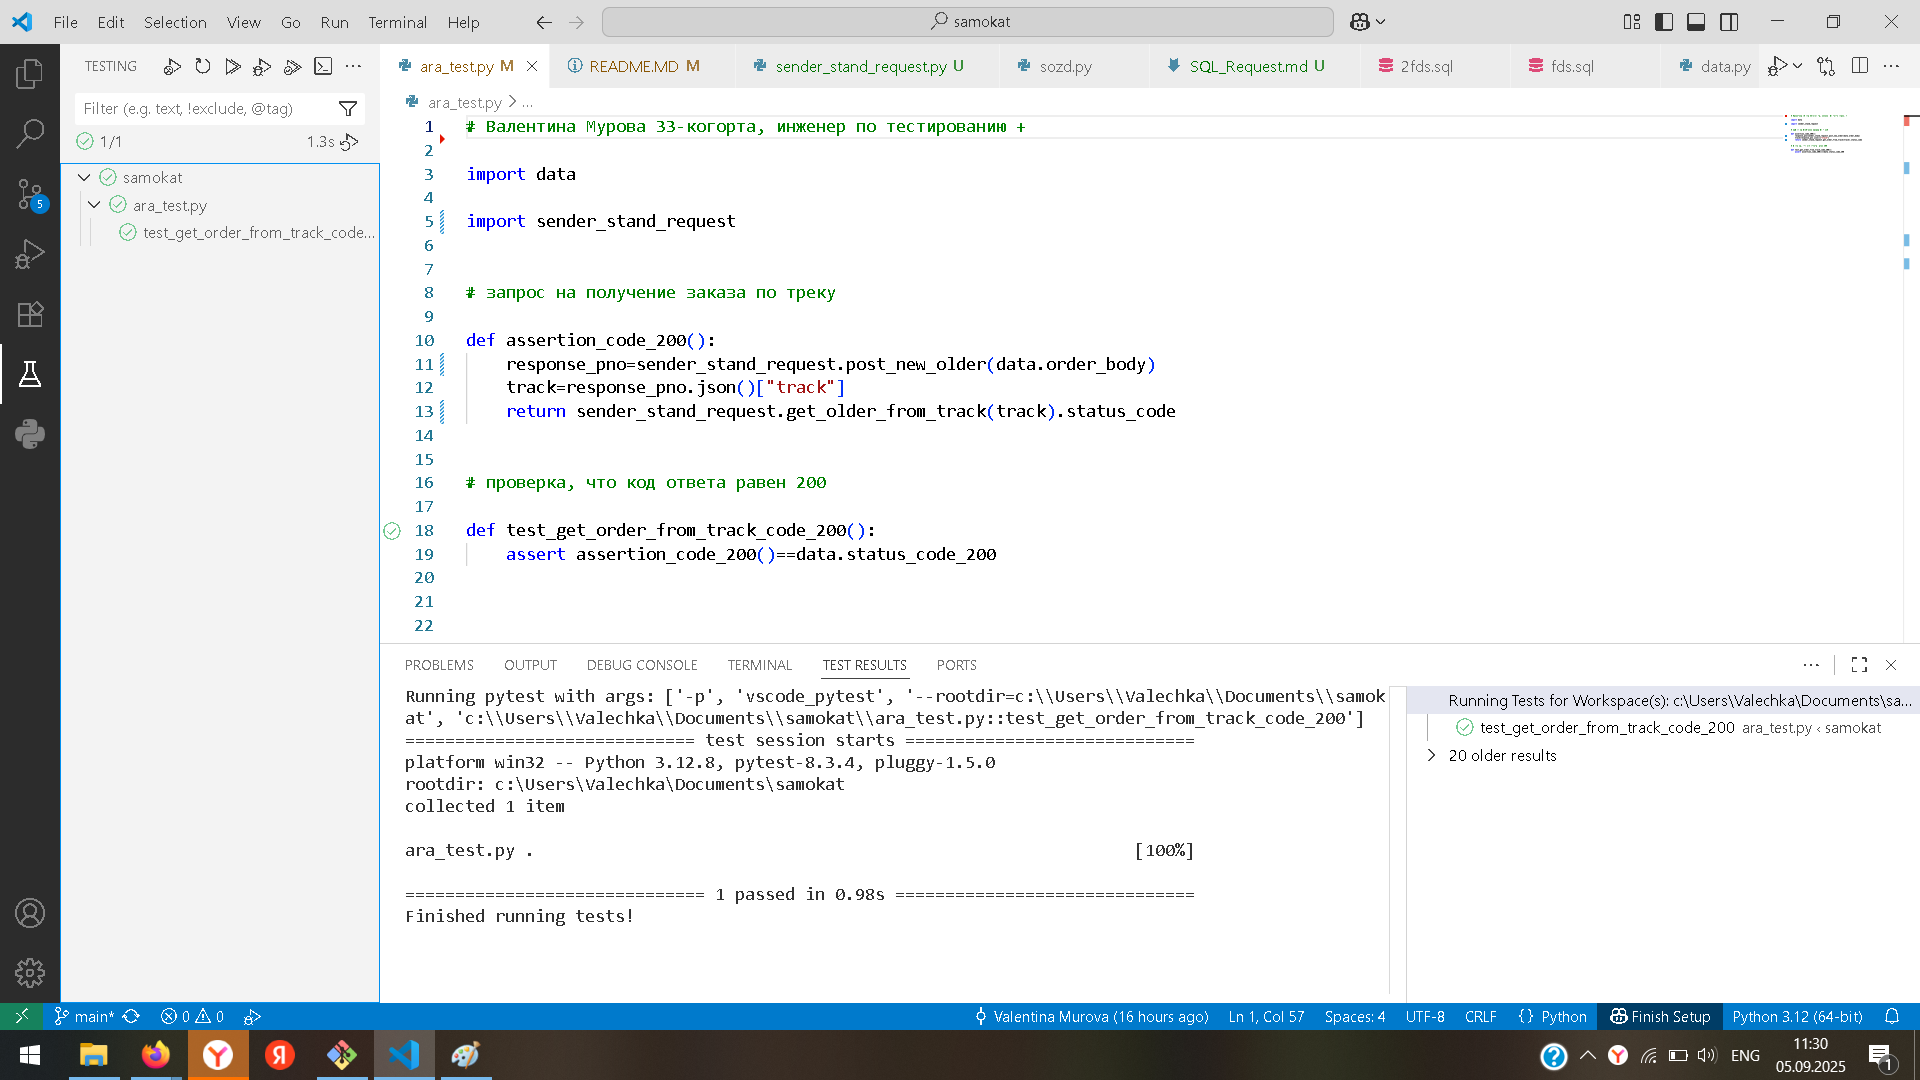 File Edit Selection View Go Run Terminal Help
samokat
TESTING
Filter (e.g. text, !exclude, @tag)
1/1
1.3s
samokat
ara_test.py
test_get_order_from_track_code...
ara_test.py M
README.MD M
sender_stand_request.py U
sozd.py
SQL_Request.md U
2fds.sql
fds.sql
data.py
ara_test.py > ...
1 # Валентина Мурова 33-когорта, инженер по тестированию +
2
3 import data
4
5 import sender_stand_request
6
7
8 # запрос на получение заказа по треку
9
10 def assertion_code_200():
11 response_pno=sender_stand_request.post_new_older(data.order_body)
12 track=response_pno.json()["track"]
13 return sender_stand_request.get_older_from_track(track).status_code
14
15
16 # проверка, что код ответа равен 200
17
18 def test_get_order_from_track_code_200():
19 assert assertion_code_200()==data.status_code_200
20
21
22
PROBLEMS OUTPUT DEBUG CONSOLE TERMINAL TEST RESULTS PORTS
Running pytest with args: ['-p', 'vscode_pytest', '--rootdir=c:\\Users\\Valechka\\Documents\\samok
at', 'c:\\Users\\Valechka\\Documents\\samokat\\ara_test.py::test_get_order_from_track_code_200']
============================= test session starts =============================
platform win32 -- Python 3.12.8, pytest-8.3.4, pluggy-1.5.0
rootdir: c:\Users\Valechka\Documents\samokat
collected 1 item
ara_test.py . [100%]
============================== 1 passed in 0.98s ==============================
Finished running tests!
Running Tests for Workspace(s): c:\Users\Valechka\Documents\sa...
test_get_order_from_track_code_200 ara_test.py ‹ samokat
20 older results
5
main* 0 0
Valentina Murova (16 hours ago) Ln 1, Col 57 Spaces: 4 UTF-8 CRLF {} Python Finish Setup Python 3.12 (64-bit)
Я
ENG
11:30
05.09.2025
1